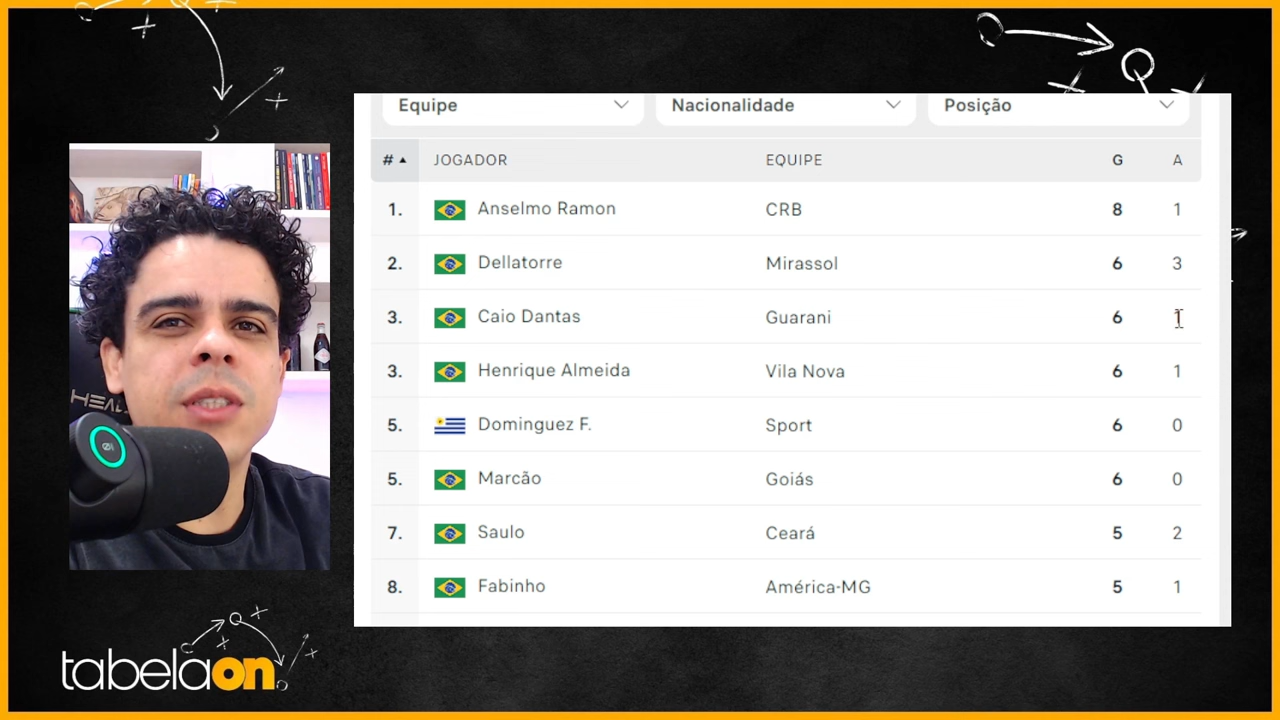 Equipe Nacionalidade Posição
# JOGADOR EQUIPE G A
1. Anselmo Ramon CRB 8 1
2. Dellatorre Mirassol 6 3
3. Caio Dantas Guarani 6 1
3. Henrique Almeida Vila Nova 6 1
5. Dominguez F. Sport 6 0
5. Marcão Goiás 6 0
7. Saulo Ceará 5 2
8. Fabinho América-MG 5 1
tabelaon